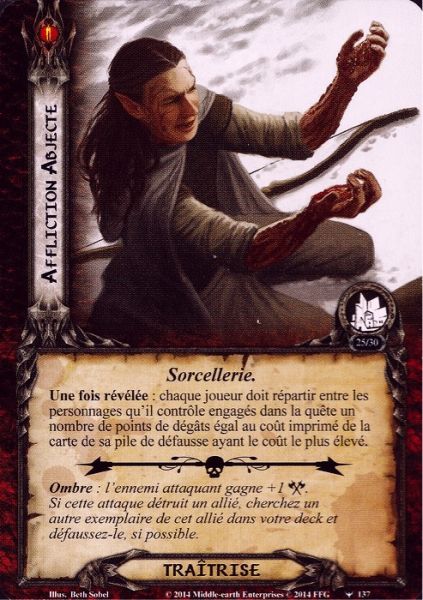 AFFLICTION ABJECTE
25/30
Sorcellerie.
Une fois révélée : chaque joueur doit répartir entre les
personnages qu'il contrôle engagés dans la quête un
nombre de points de dégâts égal au coût imprimé de la
carte de sa pile de défausse ayant le coût le plus élevé.
Ombre : l'ennemi attaquant gagne +1 .
Si cette attaque détruit un allié, cherchez un
autre exemplaire de cet allié dans votre deck et
défaussez-le, si possible.
TRAÎTRISE
Illus. Beth Sobel © 2014 Middle-earth Enterprises © 2014 FFG 137